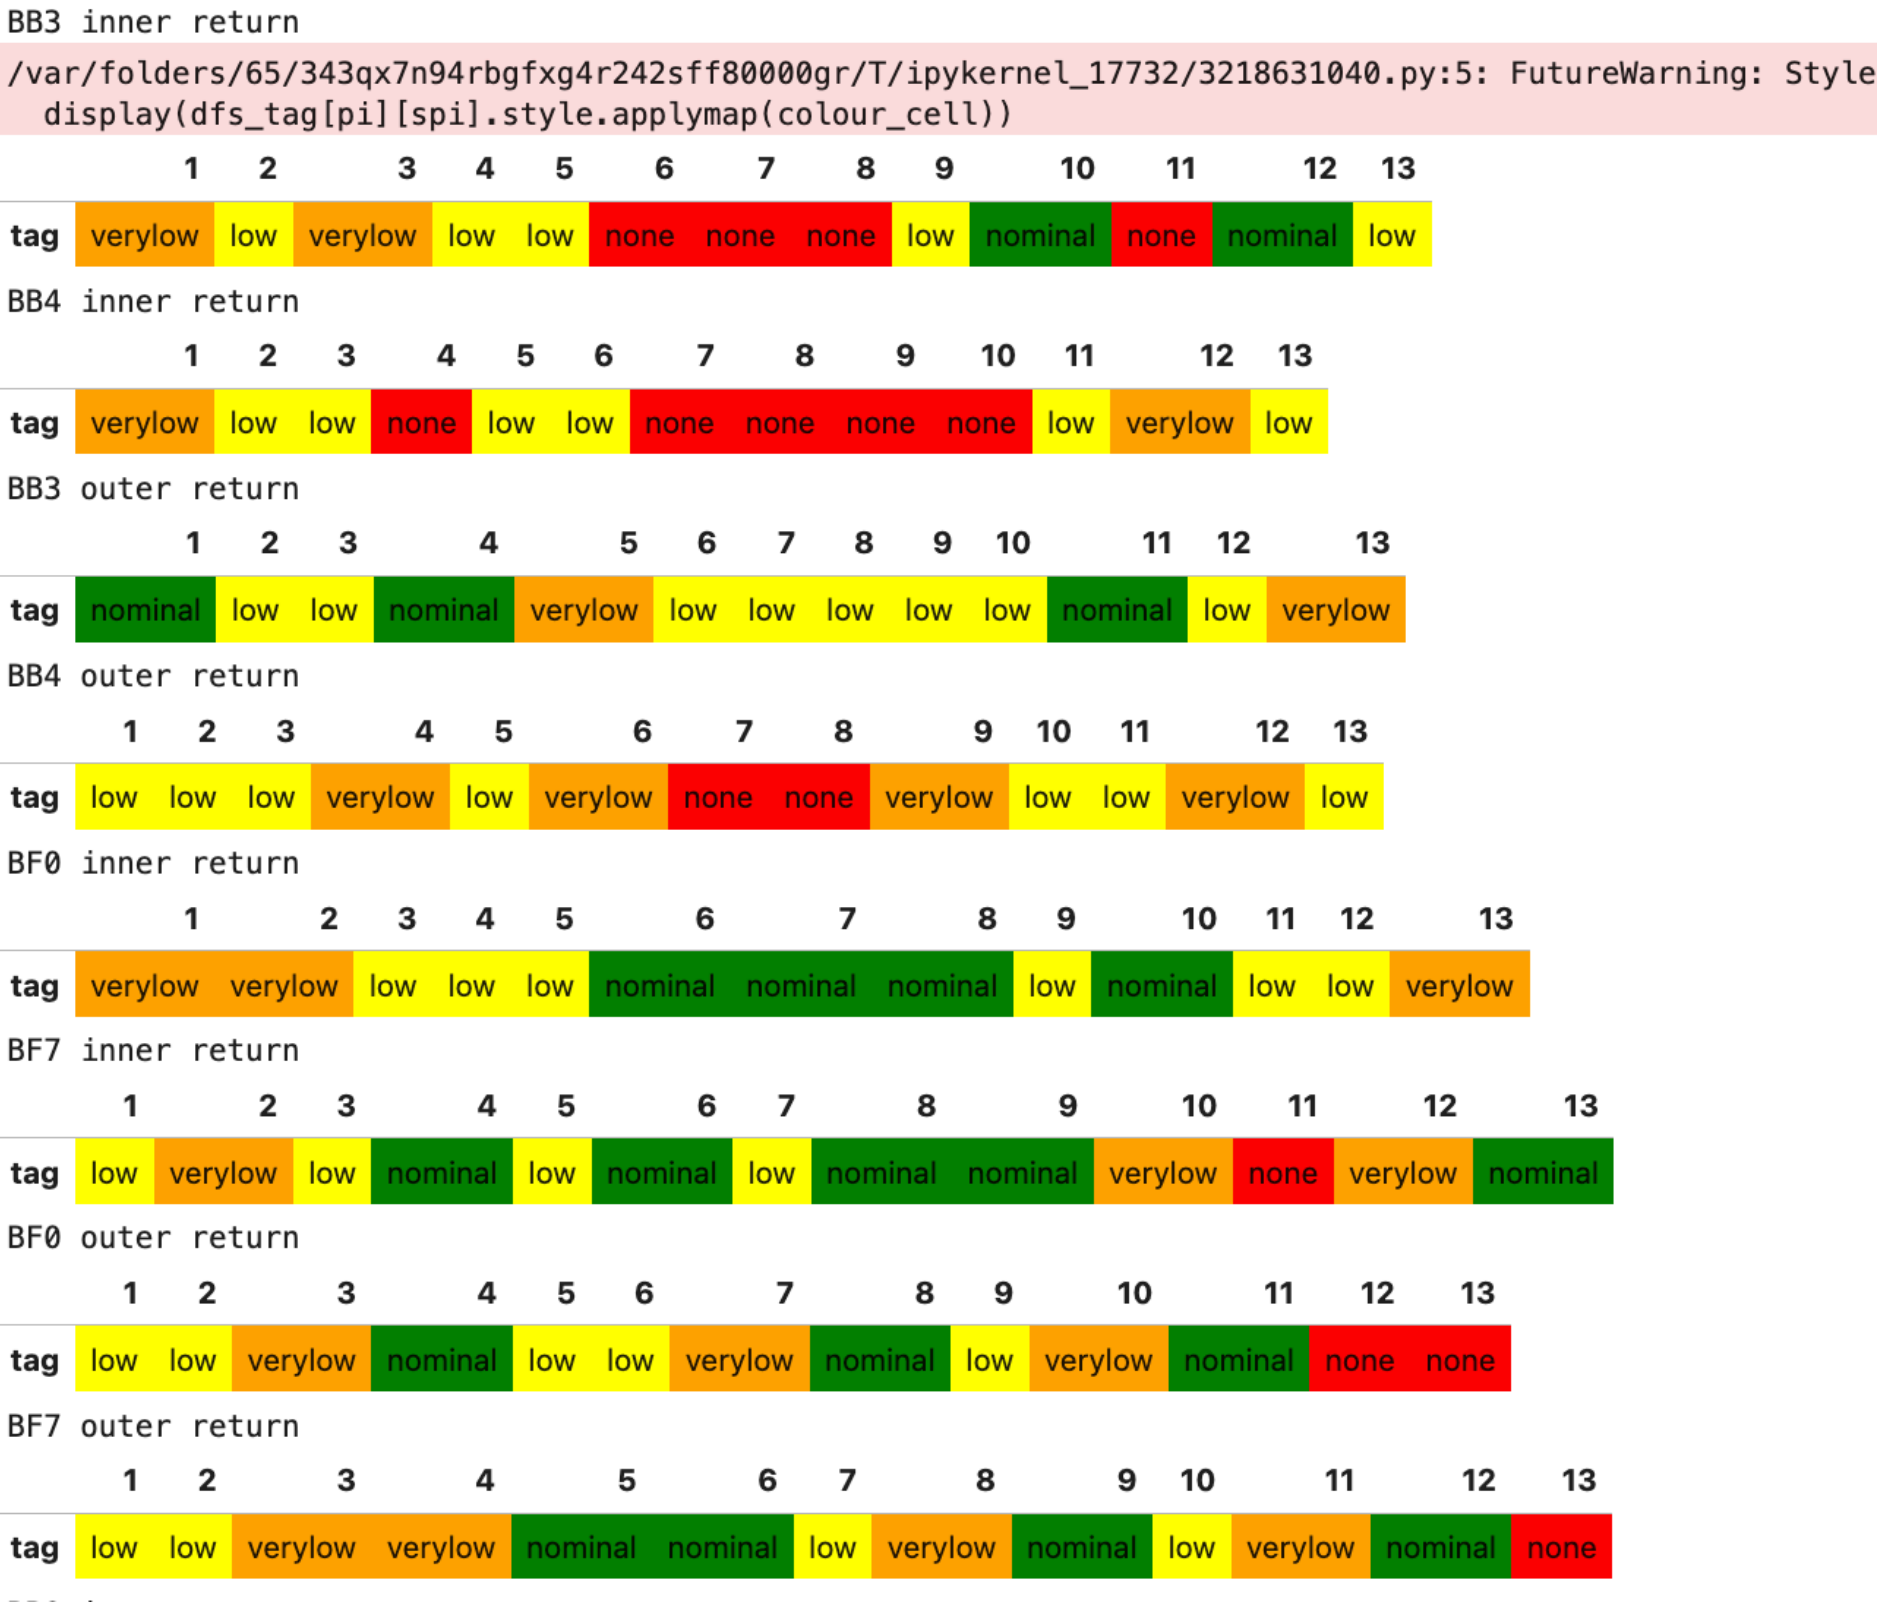 BB3 inner return
/var/folders/65/343qx7n94rbgfxg4r242sff80000gr/T/ipykernel_17732/3218631040.py:5: FutureWarning: Style
display(dfs_tag[pi][spi].style.applymap(colour_cell))
1 2 3 4 5 6 7 8 9 10 11 12 13
tag verylow low verylow low low none none none low nominal none nominal low
BB4 inner return
1 2 3 4 5 6 7 8 9 10 11 12 13
tag verylow low low none low low none none none none low verylow low
BB3 outer return
1 2 3 4 5 6 7 8 9 10 11 12 13
tag nominal low low nominal verylow low low low low low nominal low verylow
BB4 outer return
1 2 3 4 5 6 7 8 9 10 11 12 13
tag low low low verylow low verylow none none verylow low low verylow low
BF0 inner return
1 2 3 4 5 6 7 8 9 10 11 12 13
tag verylow verylow low low low nominal nominal nominal low nominal low low verylow
BF7 inner return
1 2 3 4 5 6 7 8 9 10 11 12 13
tag low verylow low nominal low nominal low nominal nominal verylow none verylow nominal
BF0 outer return
1 2 3 4 5 6 7 8 9 10 11 12 13
tag low low verylow nominal low low verylow nominal low verylow nominal none none
BF7 outer return
1 2 3 4 5 6 7 8 9 10 11 12 13
tag low low verylow verylow nominal nominal low verylow nominal low verylow nominal none